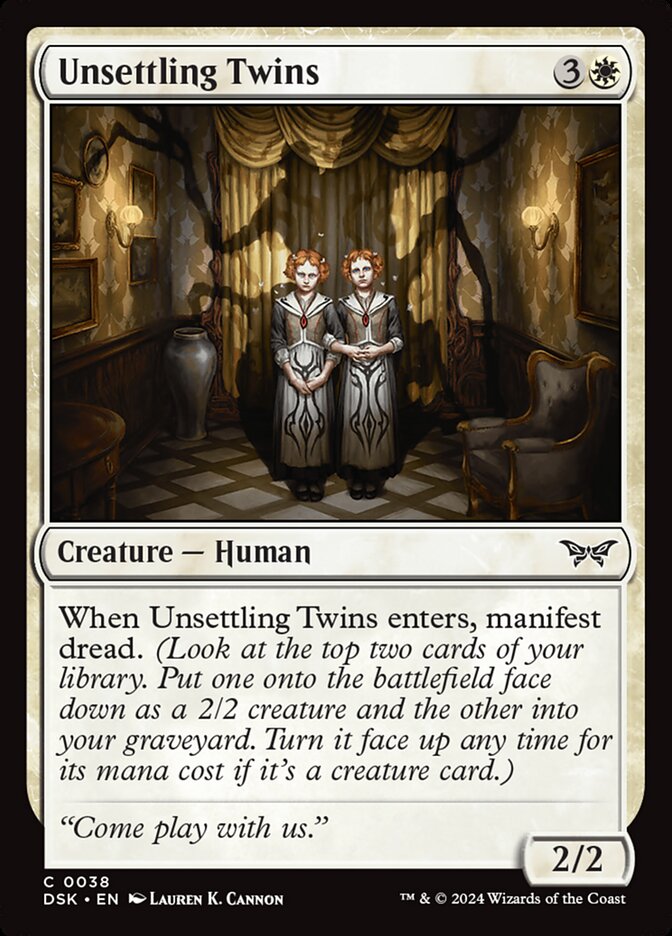 Unsettling Twins 3
Creature — Human
When Unsettling Twins enters, manifest
dread. (Look at the top two cards of your
library. Put one onto the battlefield face
down as a 2/2 creature and the other into
your graveyard. Turn it face up any time for
its mana cost if it's a creature card.)
“Come play with us.”
2/2
C 0038
DSK • EN LAUREN K. CANNON
™ & © 2024 Wizards of the Coast